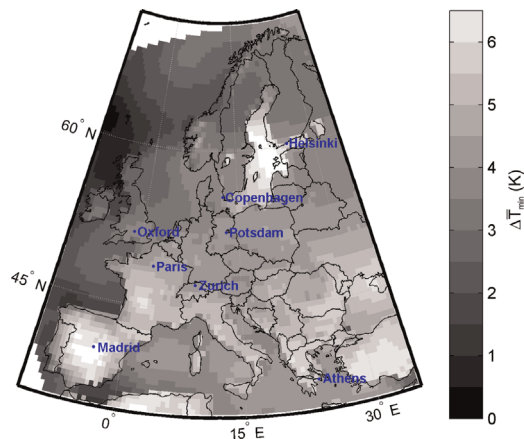 60° N
45° N
0°
15° E
30° E
Helsinki
Copenhagen
Oxford
Potsdam
Paris
Zurich
Madrid
Athens
6
5
4
3
2
1
0
ΔT̅min (K)